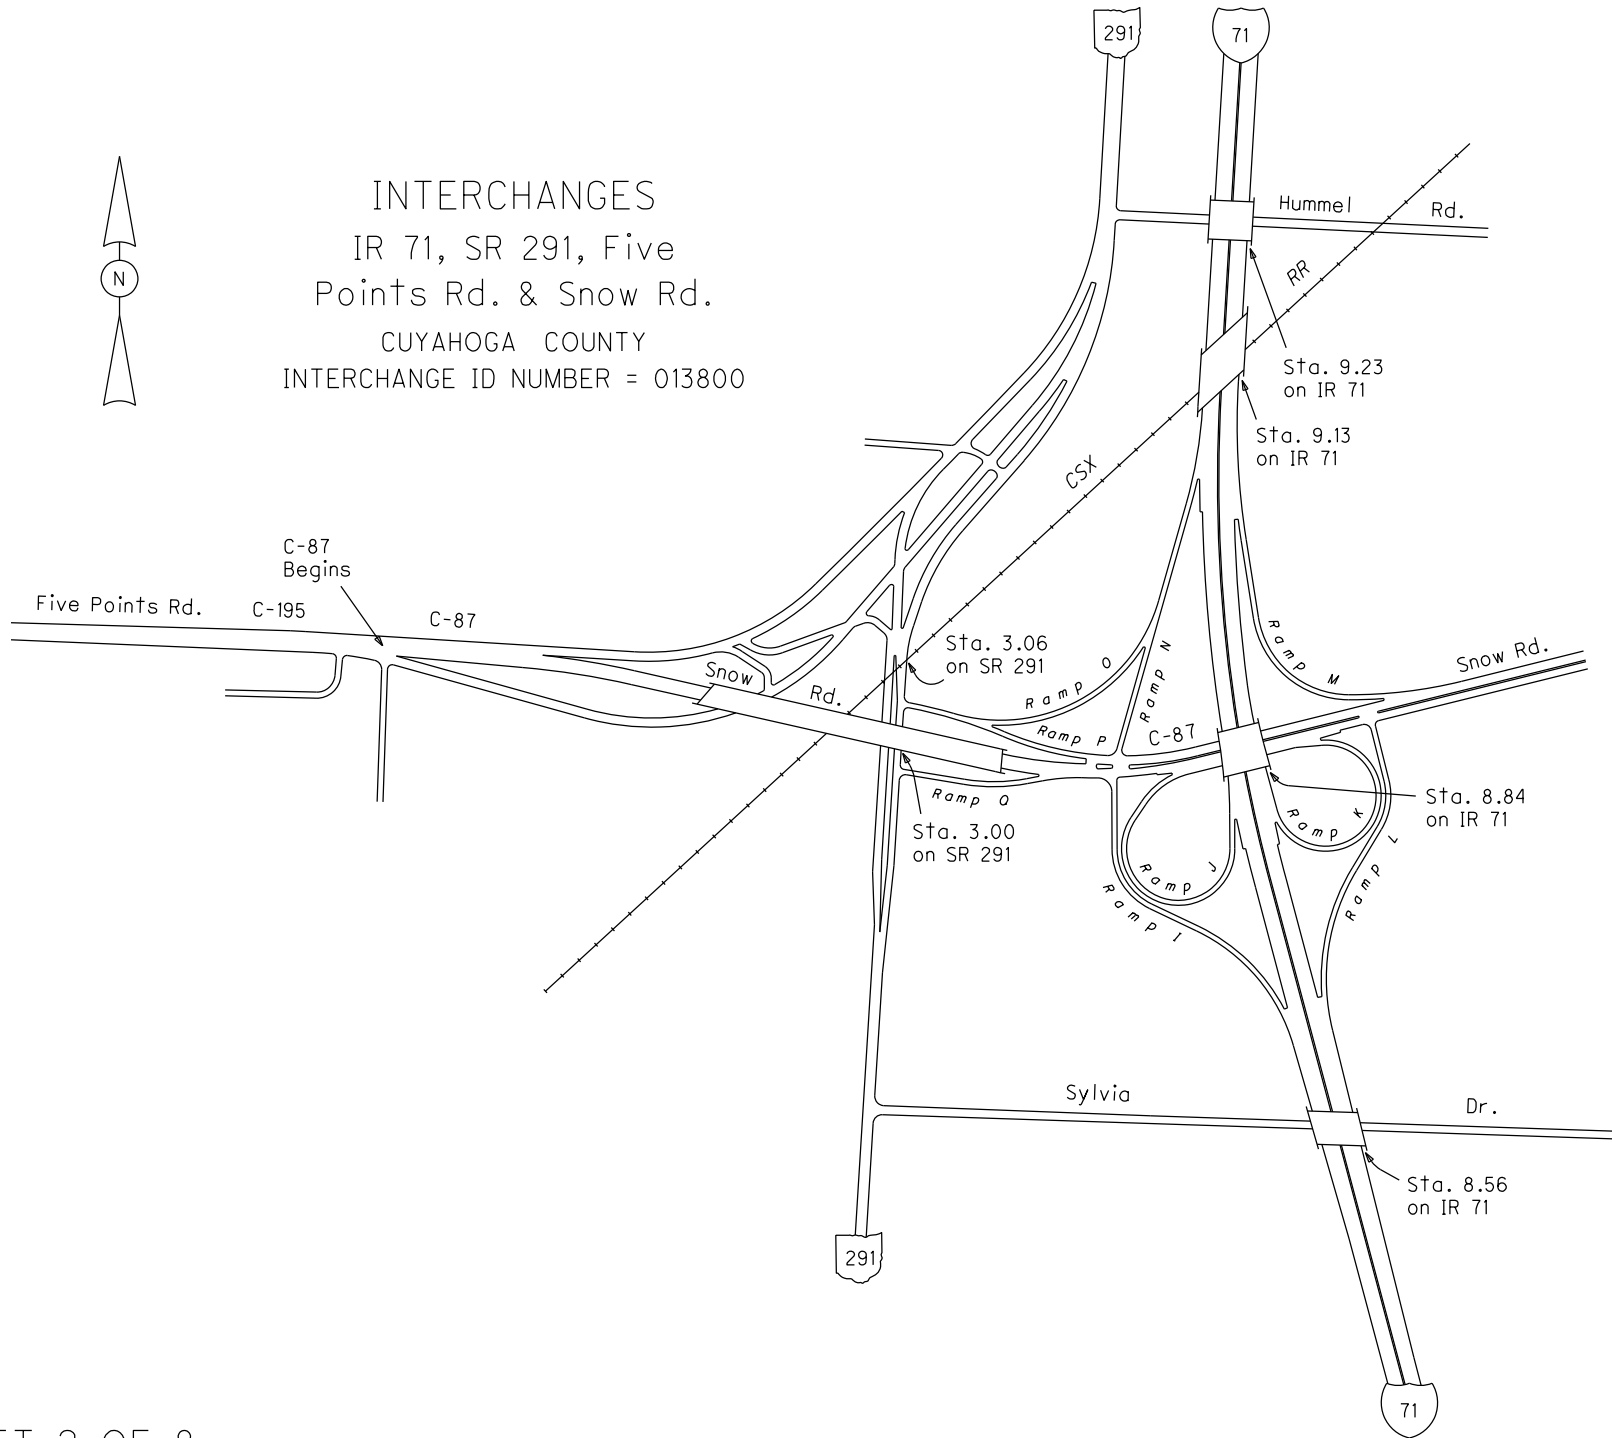 291
71
INTERCHANGES
IR 71, SR 291, Five
Points Rd. & Snow Rd.
CUYAHOGA COUNTY
INTERCHANGE ID NUMBER = 013800
N
Hummel Rd.
RR
Sta. 9.23
on IR 71
Sta. 9.13
on IR 71
CSX
C-87
Begins
Five Points Rd.
C-195
C-87
Snow Rd.
Sta. 3.06
on SR 291
Ramp O
Ramp N
Ramp M
Snow Rd.
Ramp P
C-87
Ramp Q
Sta. 3.00
on SR 291
Ramp J
Ramp I
Ramp K
Ramp L
Sta. 8.84
on IR 71
Sylvia Dr.
Sta. 8.56
on IR 71
291
71